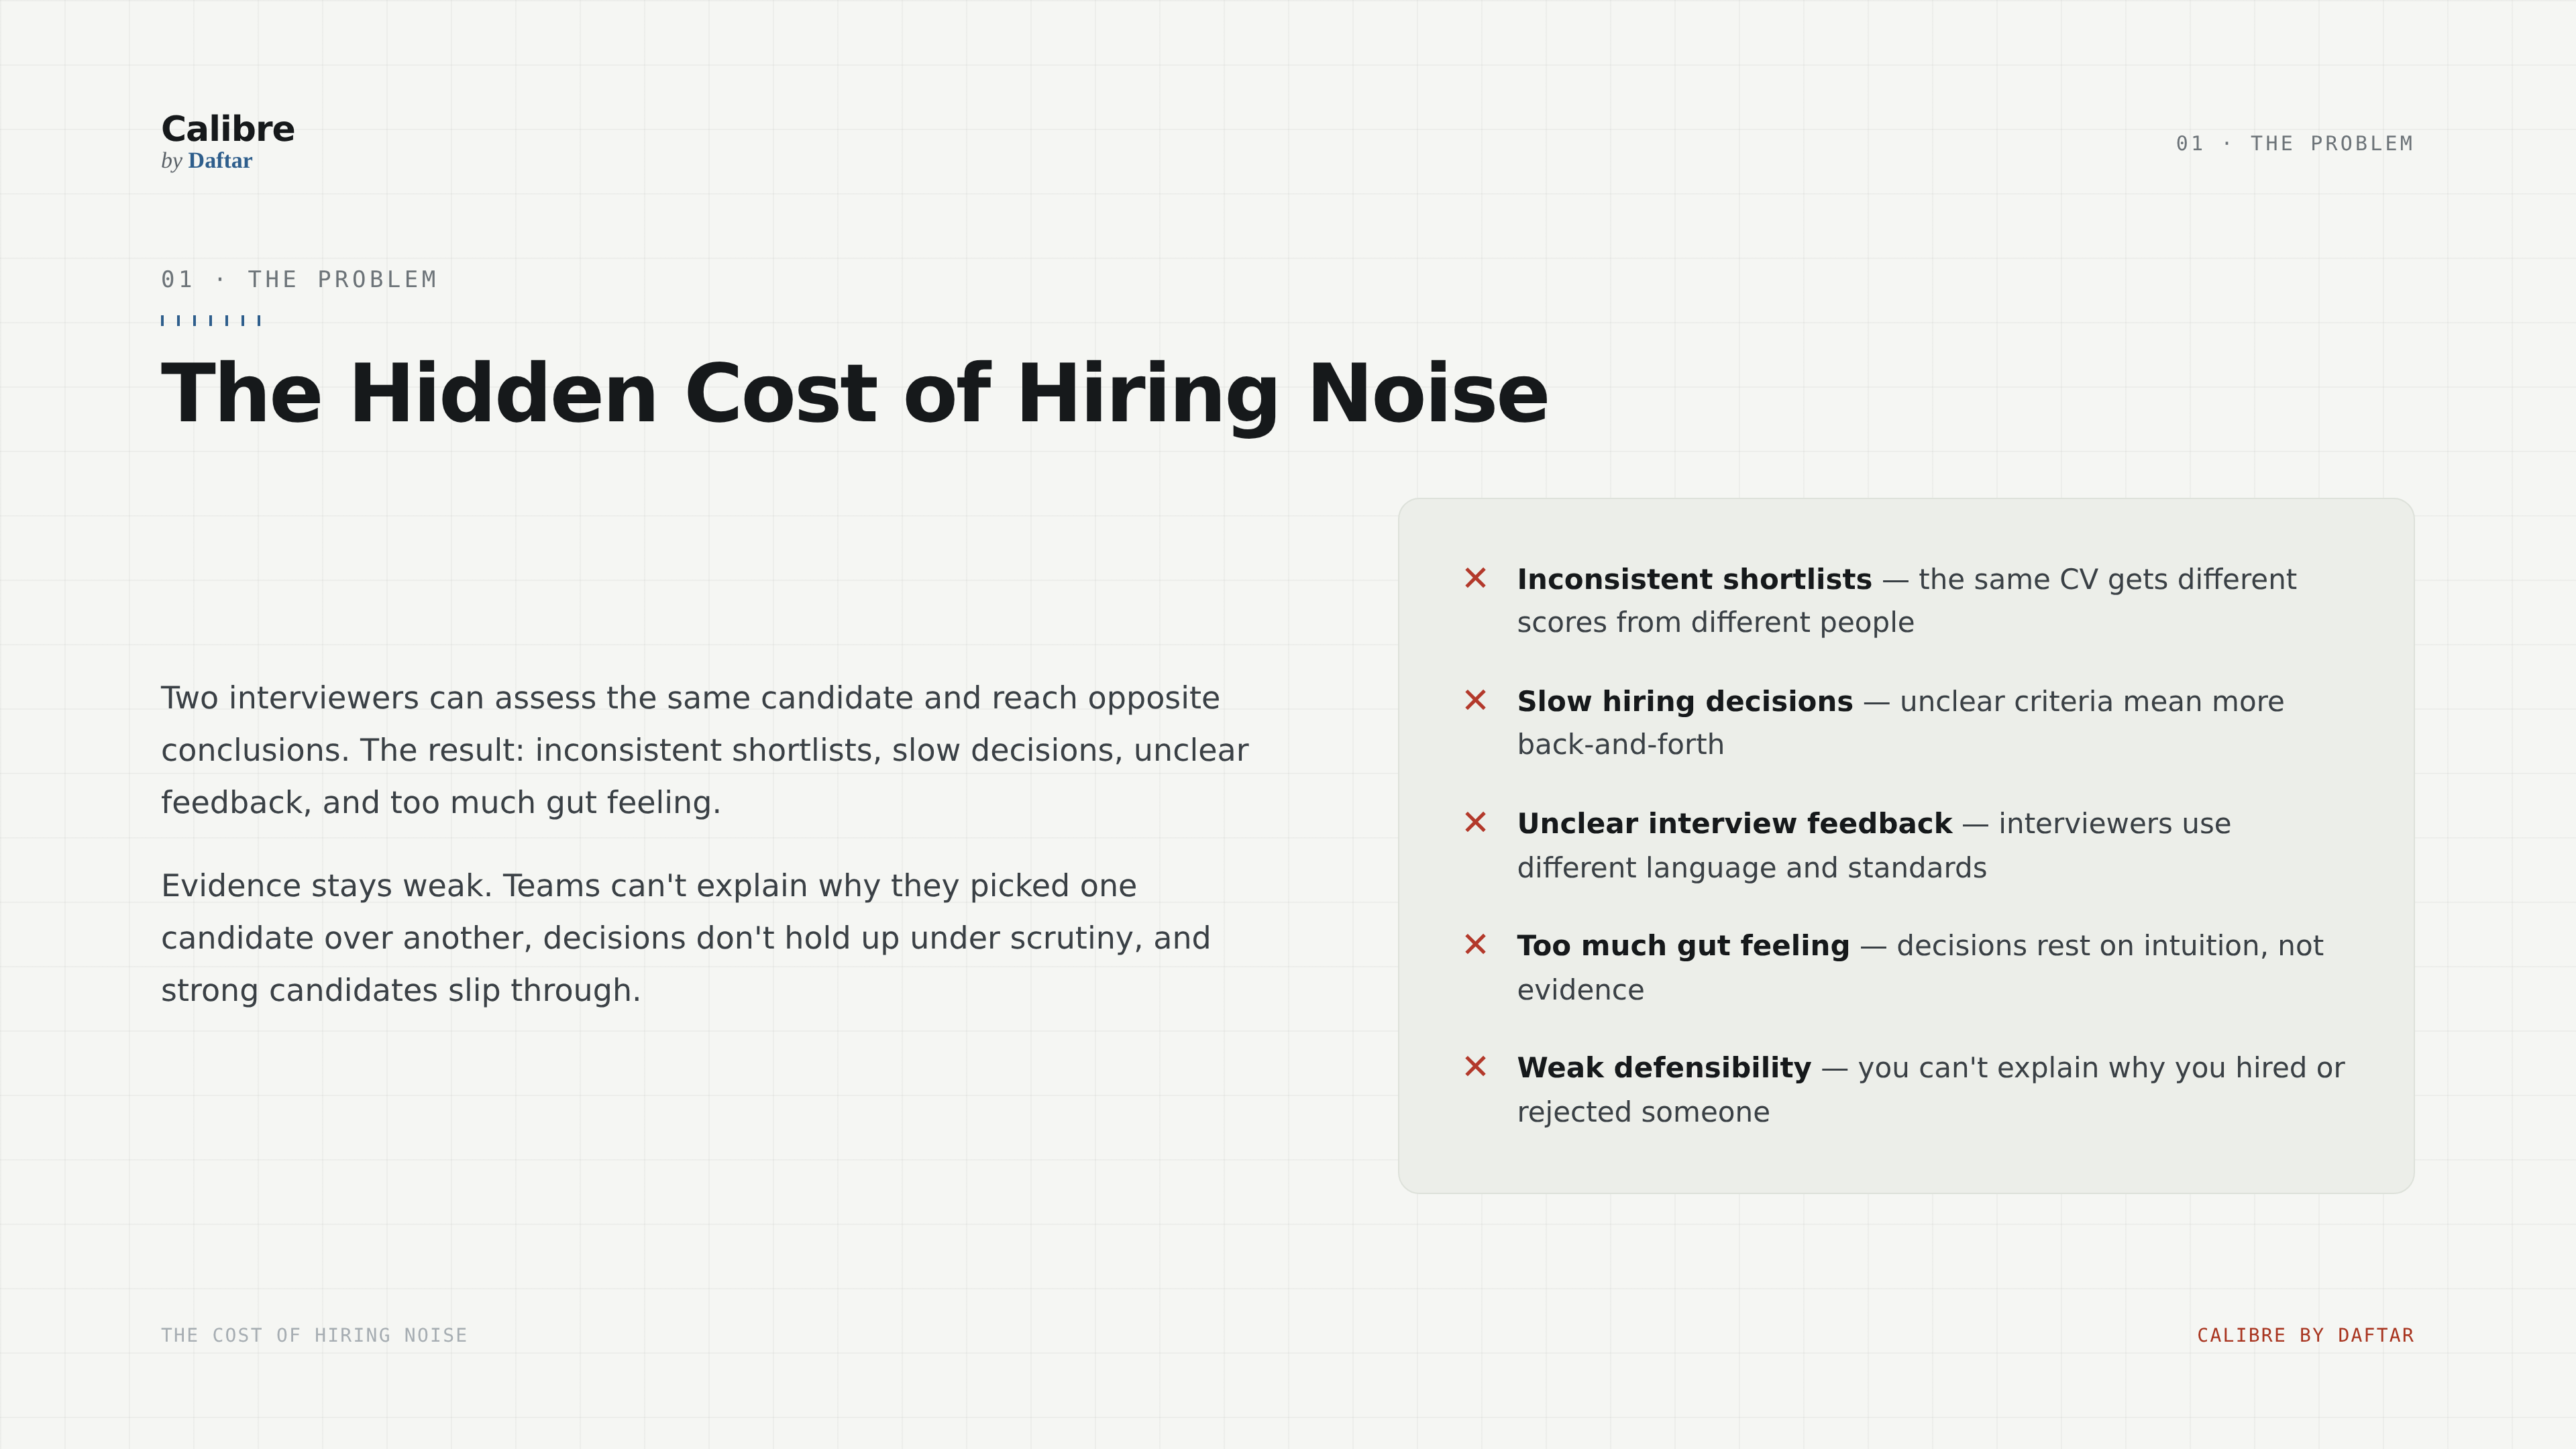 Calibre
by Daftar
01 · THE PROBLEM
01 · THE PROBLEM
The Hidden Cost of Hiring Noise
Two interviewers can assess the same candidate and reach opposite
conclusions. The result: inconsistent shortlists, slow decisions, unclear
feedback, and too much gut feeling.
Evidence stays weak. Teams can't explain why they picked one
candidate over another, decisions don't hold up under scrutiny, and
strong candidates slip through.
✕ Inconsistent shortlists — the same CV gets different
scores from different people
✕ Slow hiring decisions — unclear criteria mean more
back-and-forth
✕ Unclear interview feedback — interviewers use
different language and standards
✕ Too much gut feeling — decisions rest on intuition, not
evidence
✕ Weak defensibility — you can't explain why you hired or
rejected someone
THE COST OF HIRING NOISE
CALIBRE BY DAFTAR